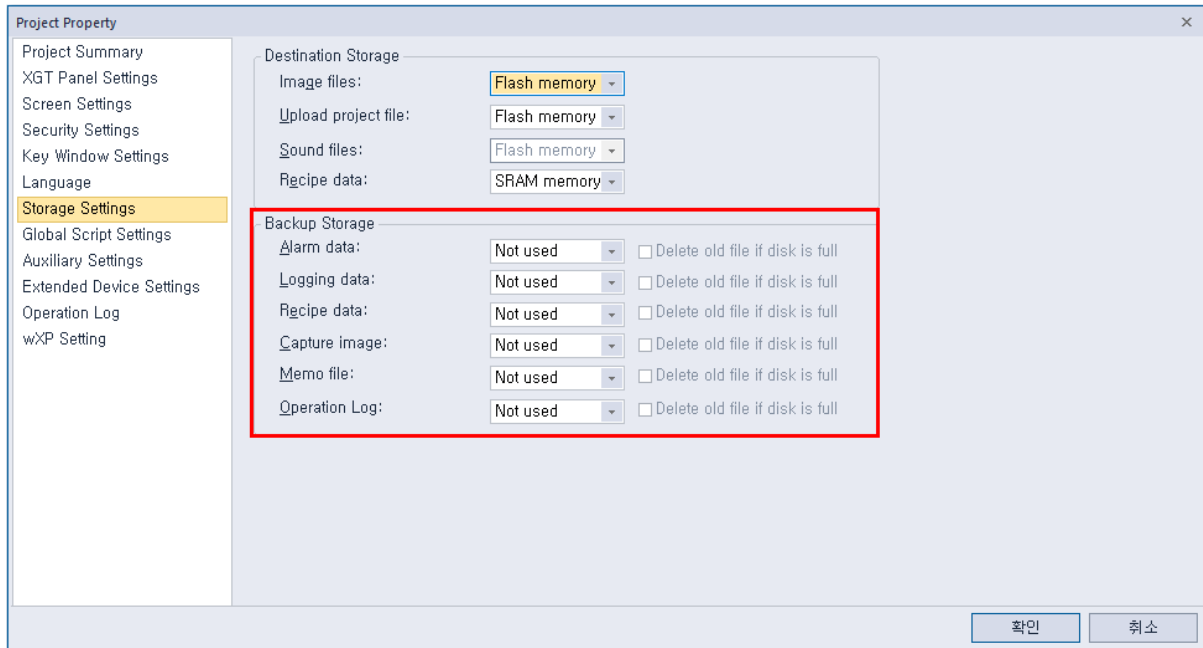 Project Property
Project Summary
XGT Panel Settings
Screen Settings
Security Settings
Key Window Settings
Language
Storage Settings
Global Script Settings
Auxiliary Settings
Extended Device Settings
Operation Log
wXP Setting
Destination Storage
Image files: Flash memory
Upload project file: Flash memory
Sound files: Flash memory
Recipe data: SRAM memory
Backup Storage
Alarm data: Not used Delete old file if disk is full
Logging data: Not used Delete old file if disk is full
Recipe data: Not used Delete old file if disk is full
Capture image: Not used Delete old file if disk is full
Memo file: Not used Delete old file if disk is full
Operation Log: Not used Delete old file if disk is full
확인 취소